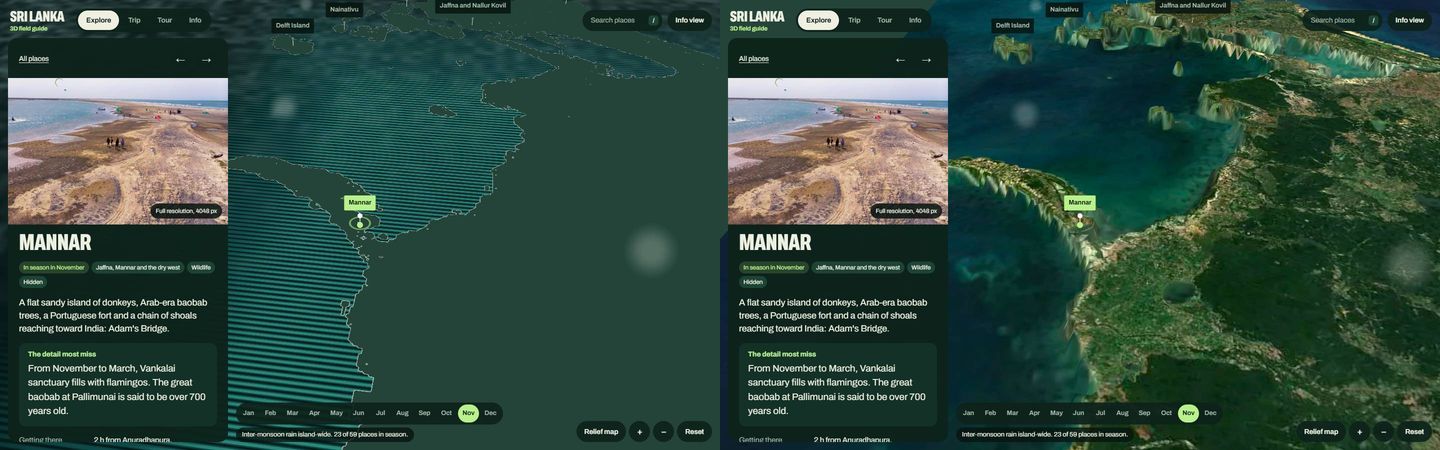 SRI LANKA
3D field guide
Explore
Trip
Tour
Info
Nainativu
Jaffna and Nallur Kovil
Delft Island
Search places
/
Info view
All places
← →
Full resolution, 4048 px
Mannar
MANNAR
In season in November
Jaffna, Mannar and the dry west
Wildlife
Hidden
A flat sandy island of donkeys, Arab-era baobab
trees, a Portuguese fort and a chain of shoals
reaching toward India: Adam's Bridge.
The detail most miss
From November to March, Vankalai
sanctuary fills with flamingos. The great
baobab at Pallimunai is said to be over 700
years old.
Getting there
2 h from Anuradhapura.
Jan Feb Mar Apr May Jun Jul Aug Sep Oct Nov Dec
Inter-monsoon rain island-wide. 23 of 59 places in season.
Relief map
+
−
Reset
SRI LANKA
3D field guide
Explore
Trip
Tour
Info
Nainativu
Jaffna and Nallur Kovil
Delft Island
Search places
/
Info view
All places
← →
Full resolution, 4048 px
Mannar
MANNAR
In season in November
Jaffna, Mannar and the dry west
Wildlife
Hidden
A flat sandy island of donkeys, Arab-era baobab
trees, a Portuguese fort and a chain of shoals
reaching toward India: Adam's Bridge.
The detail most miss
From November to March, Vankalai
sanctuary fills with flamingos. The great
baobab at Pallimunai is said to be over 700
years old.
Getting there
2 h from Anuradhapura.
Jan Feb Mar Apr May Jun Jul Aug Sep Oct Nov Dec
Inter-monsoon rain island-wide. 23 of 59 places in season.
Relief map
+
−
Reset